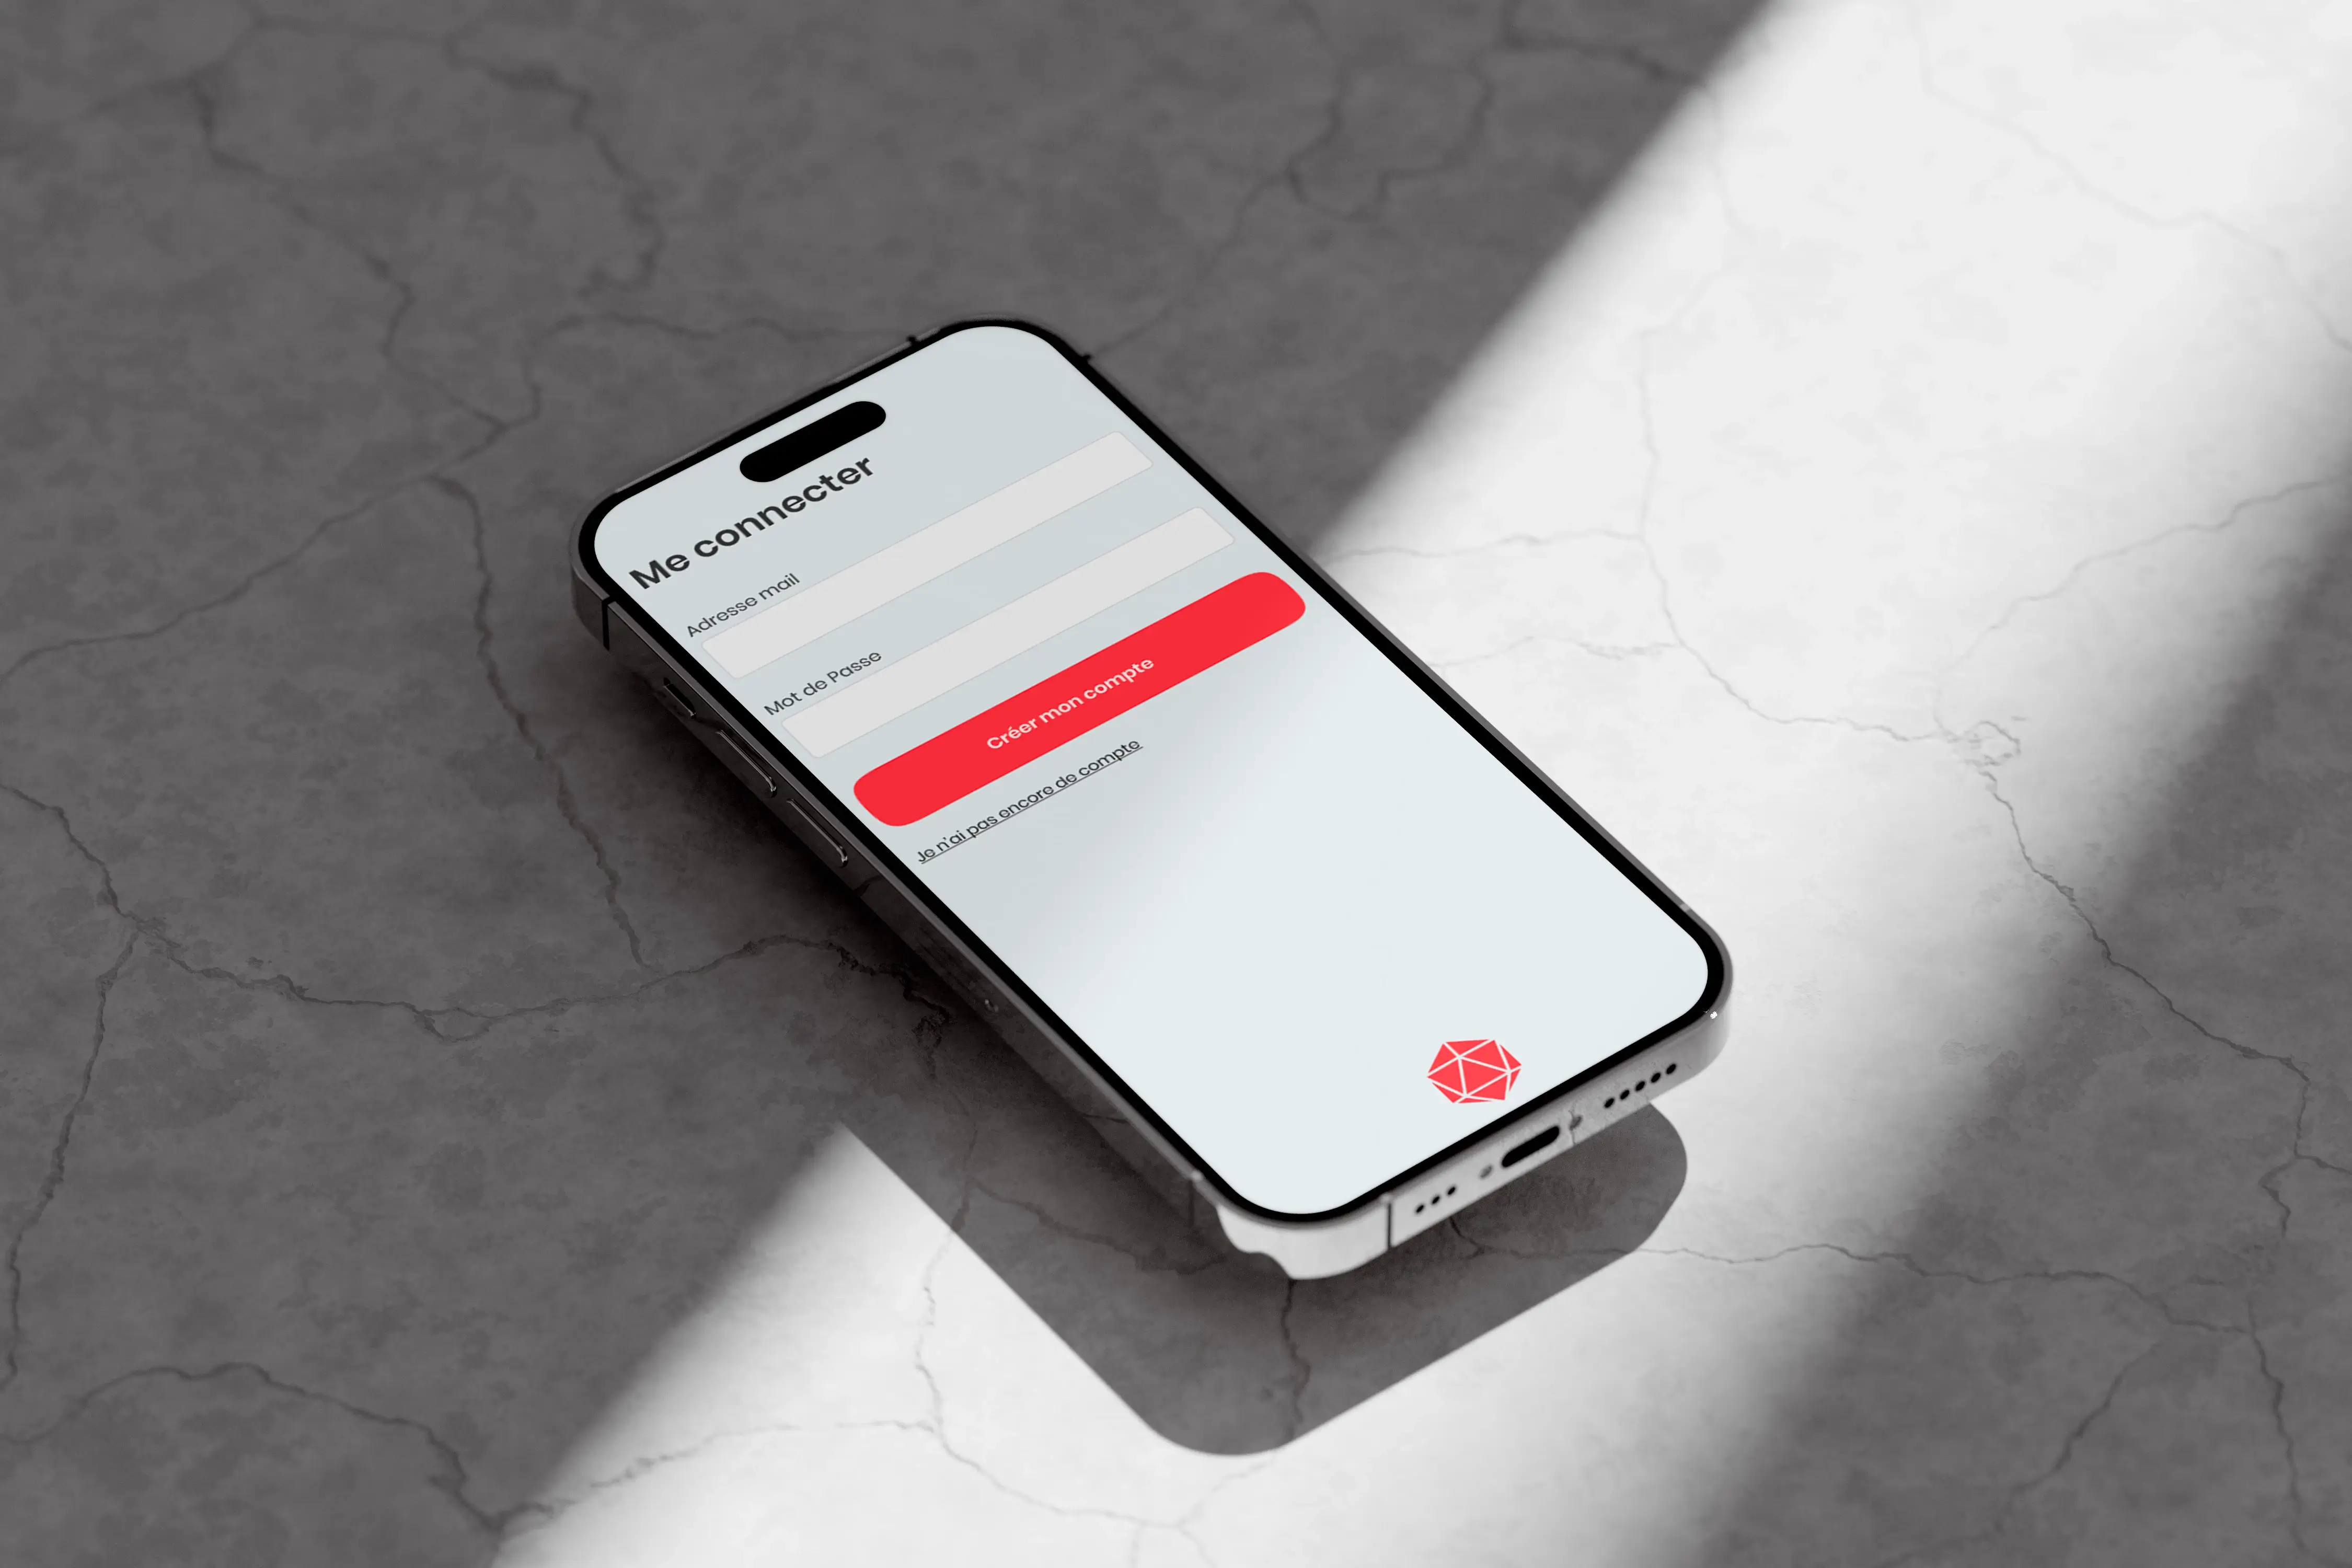 Me connecter
Adresse mail
Mot de Passe
Créer mon compte
Je n'ai pas encore de compte